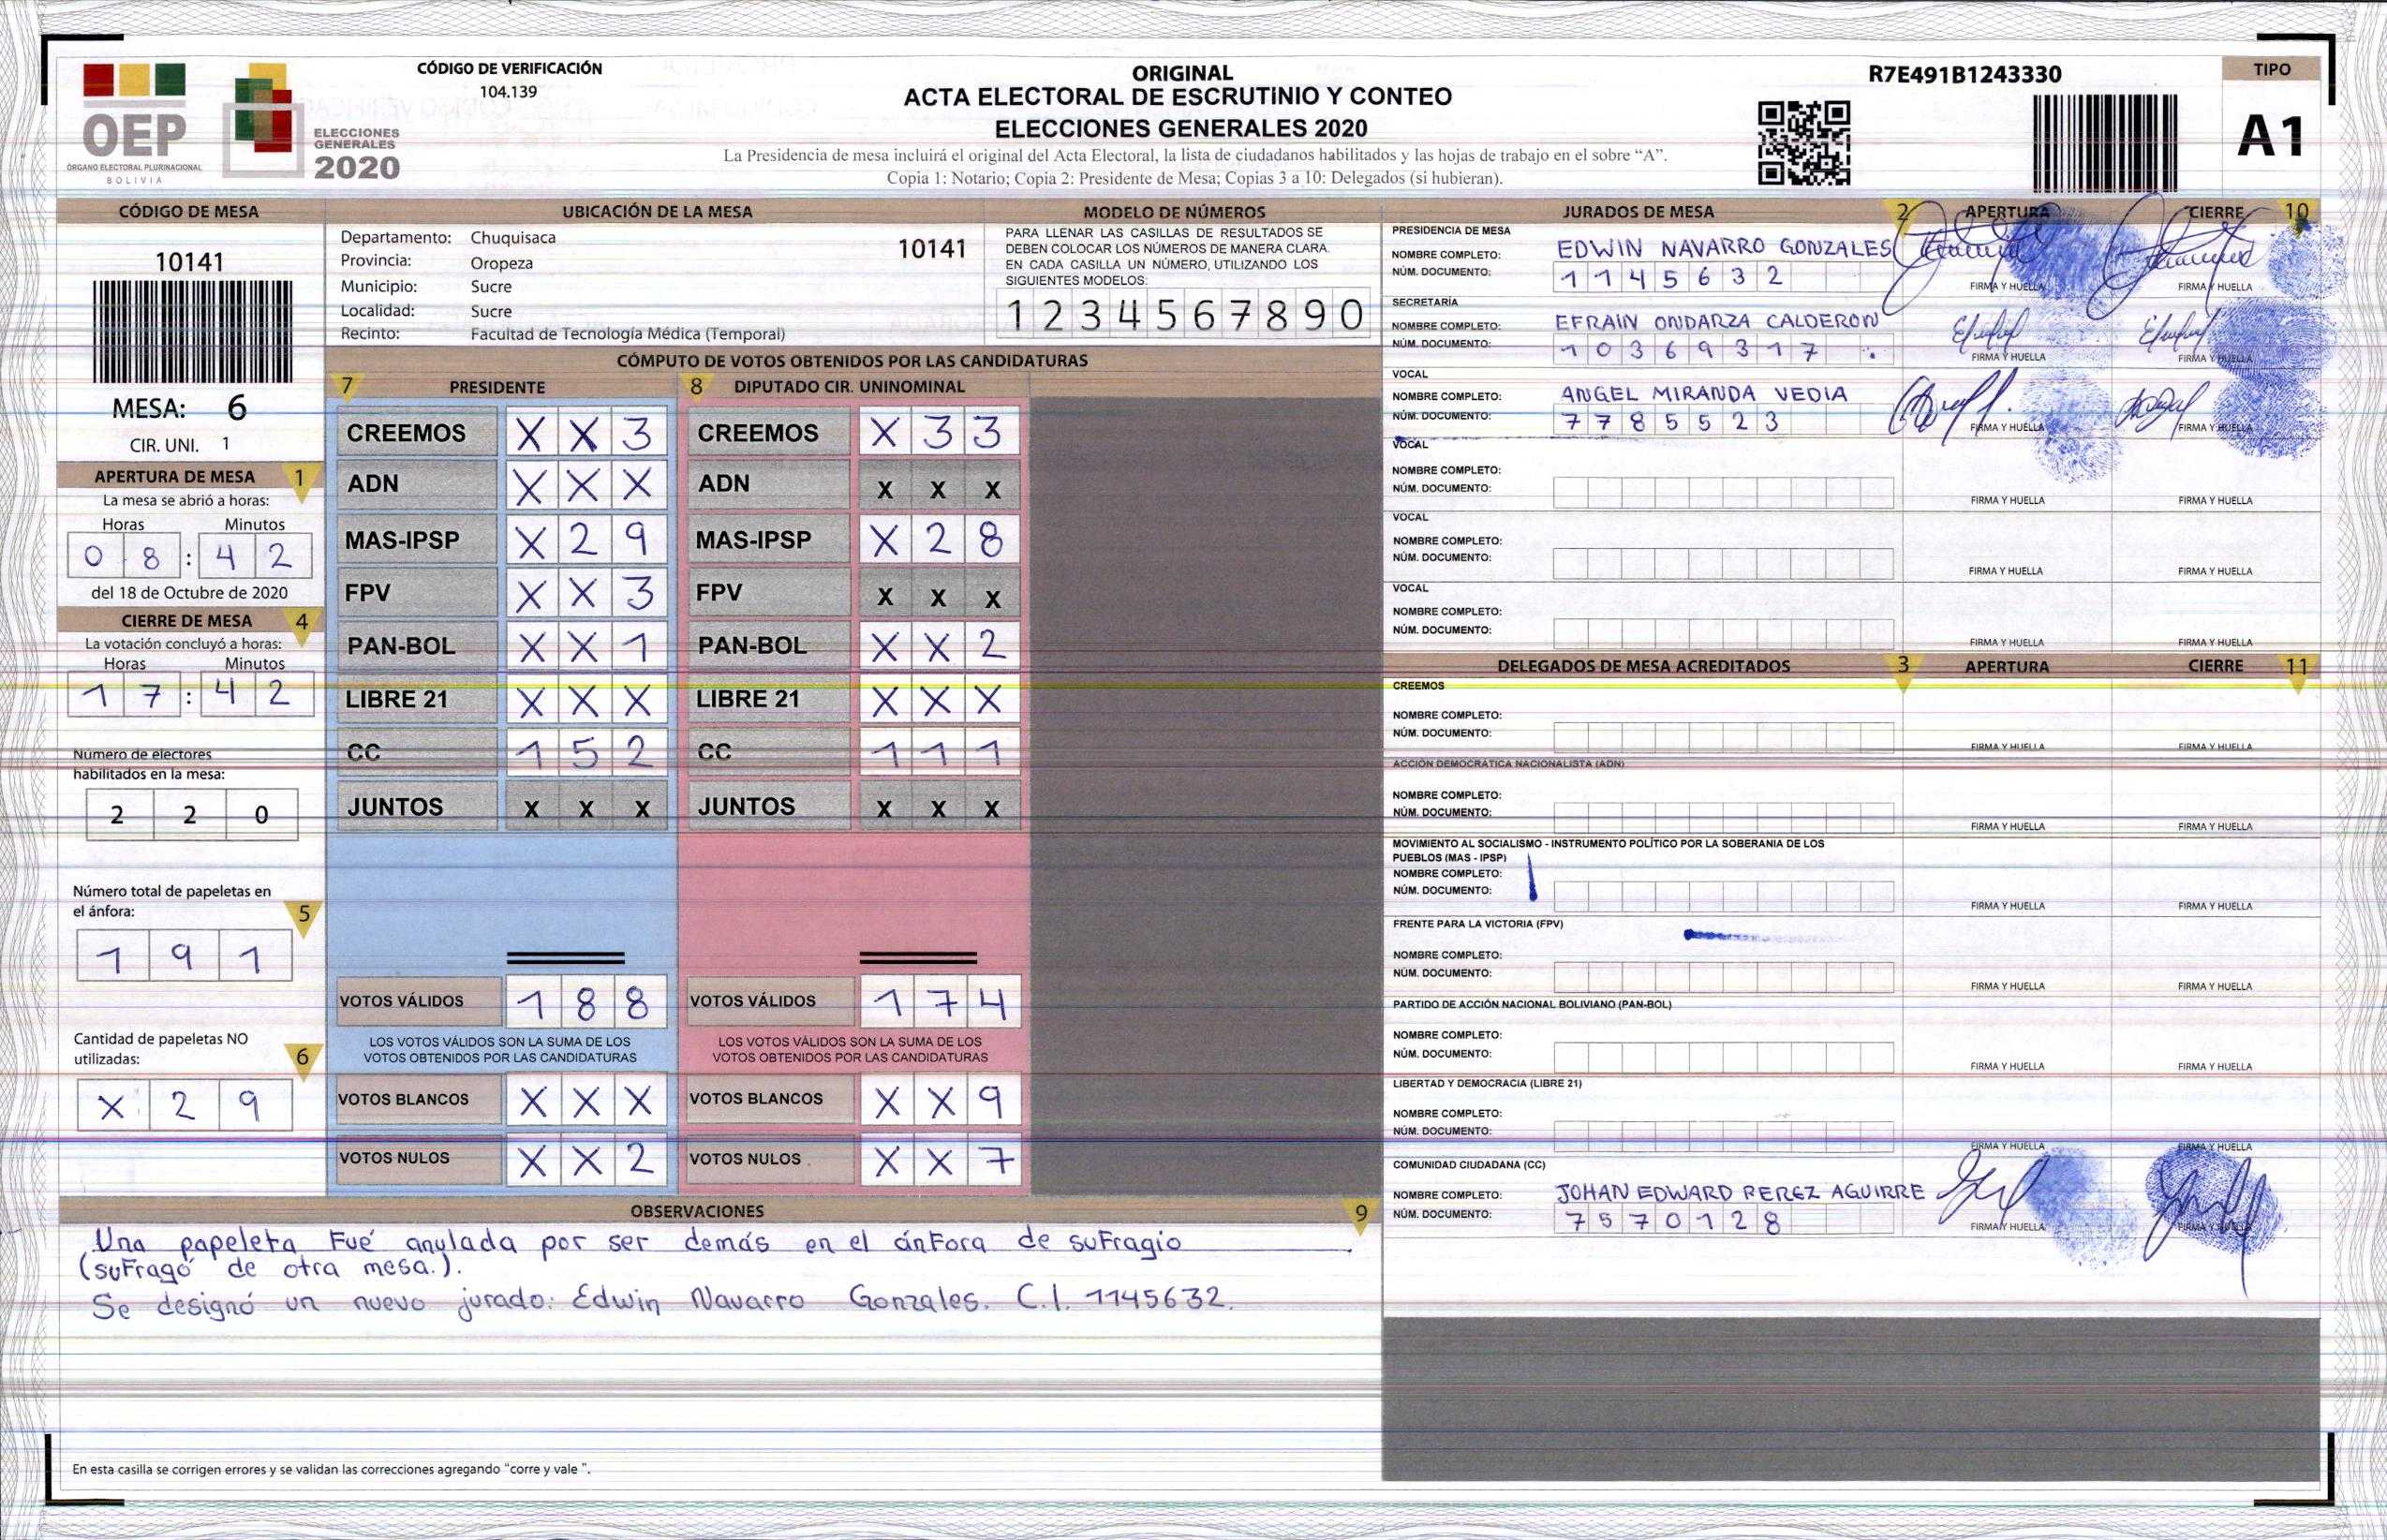 CÓDIGO DE VERIFICACIÓN
104.139
OEP
ÓRGANO ELECTORAL PLURINACIONAL
BOLIVIA
ELECCIONES
GENERALES
2020
ORIGINAL
ACTA ELECTORAL DE ESCRUTINIO Y CONTEO
ELECCIONES GENERALES 2020
La Presidencia de mesa incluirá el original del Acta Electoral, la lista de ciudadanos habilitados y las hojas de trabajo en el sobre “A”.
Copia 1: Notario; Copia 2: Presidente de Mesa; Copias 3 a 10: Delegados (si hubieran).
R7E491B1243330
TIPO
A1
CÓDIGO DE MESA
10141
MESA: 6
CIR. UNI. 1
APERTURA DE MESA 1
La mesa se abrió a horas:
Horas Minutos
0 8 : 4 2
del 18 de Octubre de 2020
CIERRE DE MESA 4
La votación concluyó a horas:
Horas Minutos
1 7 : 4 2
Número de electores
habilitados en la mesa:
2 2 0
Número total de papeletas en
el ánfora: 5
1 9 1
Cantidad de papeletas NO
utilizadas: 6
X 2 9
UBICACIÓN DE LA MESA
Departamento: Chuquisaca 10141
Provincia: Oropeza
Municipio: Sucre
Localidad: Sucre
Recinto: Facultad de Tecnología Médica (Temporal)
MODELO DE NÚMEROS
PARA LLENAR LAS CASILLAS DE RESULTADOS SE
DEBEN COLOCAR LOS NÚMEROS DE MANERA CLARA.
EN CADA CASILLA UN NÚMERO, UTILIZANDO LOS
SIGUIENTES MODELOS:
1 2 3 4 5 6 7 8 9 0
CÓMPUTO DE VOTOS OBTENIDOS POR LAS CANDIDATURAS
7 PRESIDENTE 8 DIPUTADO CIR. UNINOMINAL
CREEMOS X X 3 CREEMOS X 3 3
ADN X X X ADN X X X
MAS-IPSP X 2 9 MAS-IPSP X 2 8
FPV X X 3 FPV X X X
PAN-BOL X X 1 PAN-BOL X X 2
LIBRE 21 X X X LIBRE 21 X X X
CC 1 5 2 CC 1 1 1
JUNTOS X X X JUNTOS X X X
VOTOS VÁLIDOS 1 8 8 VOTOS VÁLIDOS 1 7 4
LOS VOTOS VÁLIDOS SON LA SUMA DE LOS LOS VOTOS VÁLIDOS SON LA SUMA DE LOS
VOTOS OBTENIDOS POR LAS CANDIDATURAS VOTOS OBTENIDOS POR LAS CANDIDATURAS
VOTOS BLANCOS X X X VOTOS BLANCOS X X 9
VOTOS NULOS X X 2 VOTOS NULOS X X 7
OBSERVACIONES 9
Una papeleta Fué anulada por ser demás en el ánFora de suFragio
(suFragó de otra mesa.).
Se designó un nuevo jurado: Edwin Navarro Gonzales. C.I. 1145632.
En esta casilla se corrigen errores y se validan las correcciones agregando “corre y vale ”.
JURADOS DE MESA 2 APERTURA CIERRE 10
PRESIDENCIA DE MESA
NOMBRE COMPLETO: EDWIN NAVARRO GONZALES
NÚM. DOCUMENTO: 1 1 4 5 6 3 2
FIRMA Y HUELLA FIRMA Y HUELLA
SECRETARÍA
NOMBRE COMPLETO: EFRAIN ONDARZA CALDERON
NÚM. DOCUMENTO: 1 0 3 6 9 3 1 7
FIRMA Y HUELLA FIRMA Y HUELLA
VOCAL
NOMBRE COMPLETO: ANGEL MIRANDA VEDIA
NÚM. DOCUMENTO: 7 7 8 5 5 2 3
FIRMA Y HUELLA FIRMA Y HUELLA
VOCAL
NOMBRE COMPLETO:
NÚM. DOCUMENTO:
FIRMA Y HUELLA FIRMA Y HUELLA
VOCAL
NOMBRE COMPLETO:
NÚM. DOCUMENTO:
FIRMA Y HUELLA FIRMA Y HUELLA
VOCAL
NOMBRE COMPLETO:
NÚM. DOCUMENTO:
FIRMA Y HUELLA FIRMA Y HUELLA
DELEGADOS DE MESA ACREDITADOS 3 APERTURA CIERRE 11
CREEMOS
NOMBRE COMPLETO:
NÚM. DOCUMENTO:
FIRMA Y HUELLA FIRMA Y HUELLA
ACCIÓN DEMOCRÁTICA NACIONALISTA (ADN)
NOMBRE COMPLETO:
NÚM. DOCUMENTO:
FIRMA Y HUELLA FIRMA Y HUELLA
MOVIMIENTO AL SOCIALISMO - INSTRUMENTO POLÍTICO POR LA SOBERANIA DE LOS
PUEBLOS (MAS - IPSP)
NOMBRE COMPLETO:
NÚM. DOCUMENTO:
FIRMA Y HUELLA FIRMA Y HUELLA
FRENTE PARA LA VICTORIA (FPV)
NOMBRE COMPLETO:
NÚM. DOCUMENTO:
FIRMA Y HUELLA FIRMA Y HUELLA
PARTIDO DE ACCIÓN NACIONAL BOLIVIANO (PAN-BOL)
NOMBRE COMPLETO:
NÚM. DOCUMENTO:
FIRMA Y HUELLA FIRMA Y HUELLA
LIBERTAD Y DEMOCRACIA (LIBRE 21)
NOMBRE COMPLETO:
NÚM. DOCUMENTO:
FIRMA Y HUELLA FIRMA Y HUELLA
COMUNIDAD CIUDADANA (CC)
NOMBRE COMPLETO: JOHAN EDWARD PEREZ AGUIRRE
NÚM. DOCUMENTO: 7 5 7 0 1 2 8
FIRMA Y HUELLA FIRMA Y HUELLA